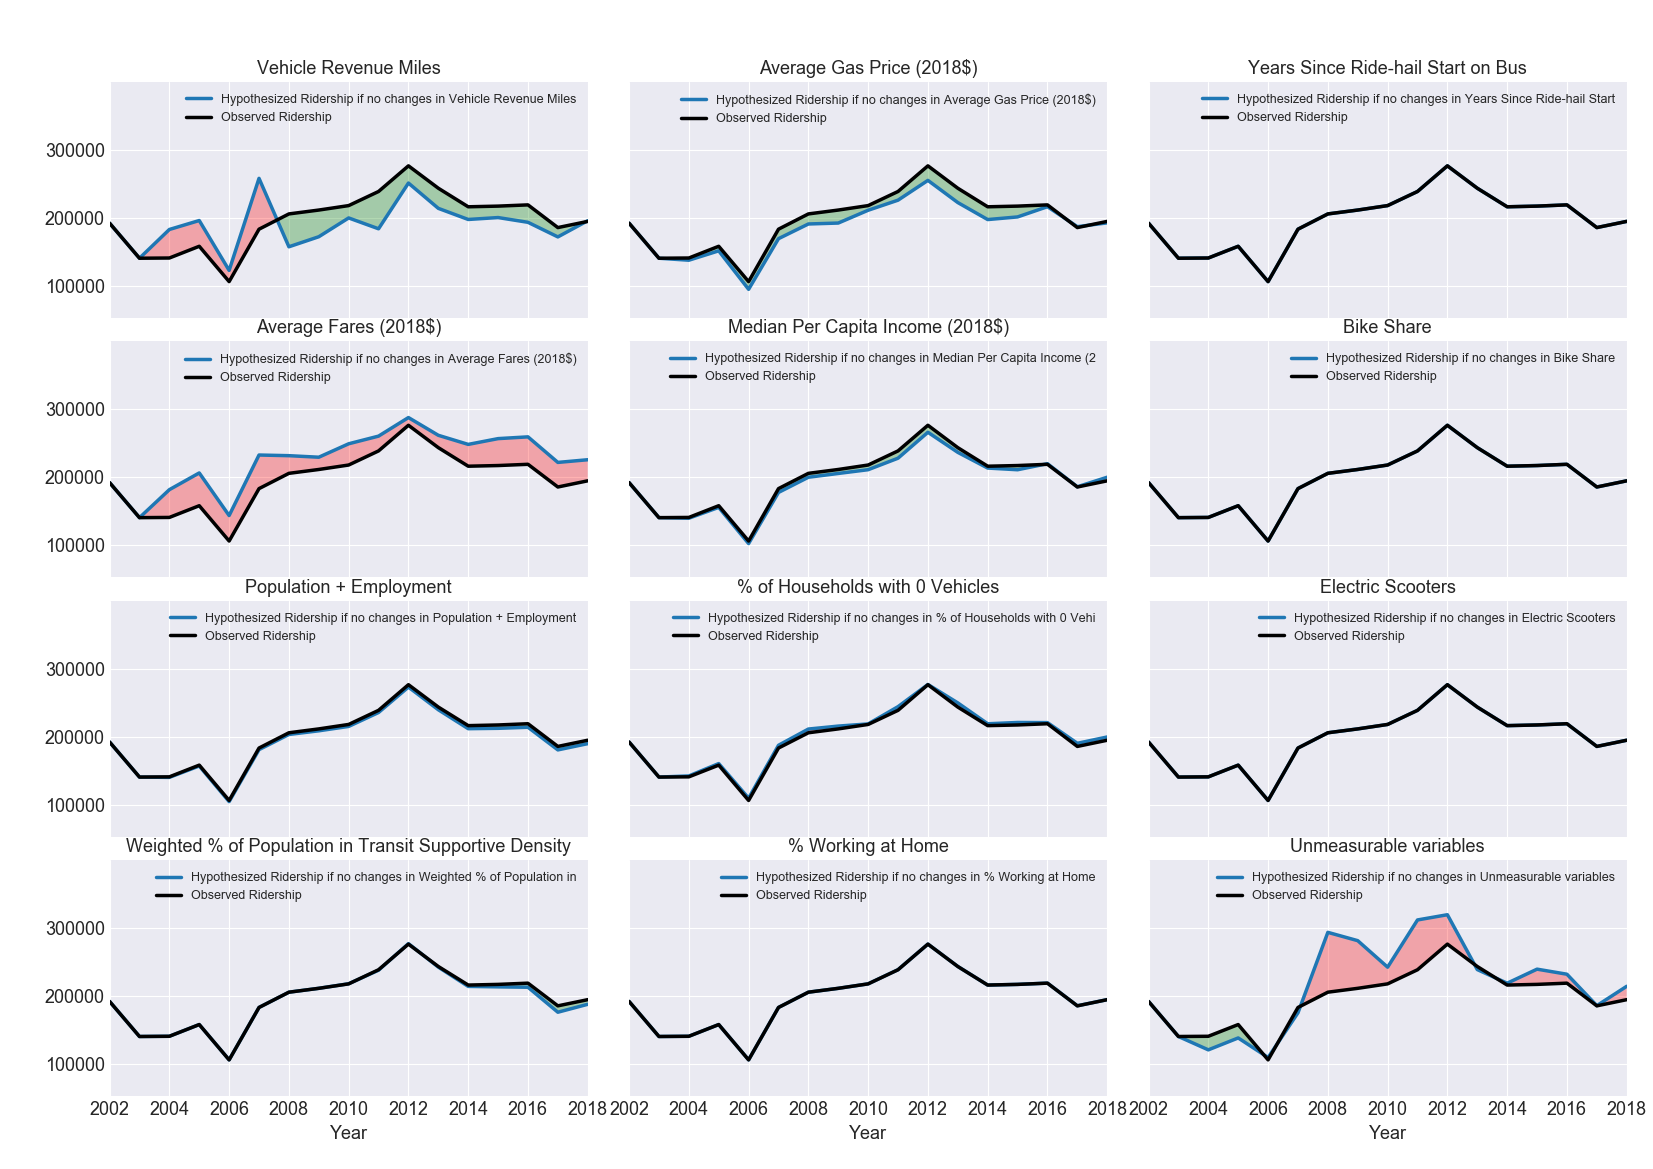 Vehicle Revenue Miles
Hypothesized Ridership if no changes in Vehicle Revenue Miles
Observed Ridership
300000
200000
100000
Average Gas Price (2018$)
Hypothesized Ridership if no changes in Average Gas Price (2018$)
Observed Ridership
Years Since Ride-hail Start on Bus
Hypothesized Ridership if no changes in Years Since Ride-hail Start
Observed Ridership
Average Fares (2018$)
Hypothesized Ridership if no changes in Average Fares (2018$)
Observed Ridership
300000
200000
100000
Median Per Capita Income (2018$)
Hypothesized Ridership if no changes in Median Per Capita Income (2
Observed Ridership
Bike Share
Hypothesized Ridership if no changes in Bike Share
Observed Ridership
Population + Employment
Hypothesized Ridership if no changes in Population + Employment
Observed Ridership
300000
200000
100000
% of Households with 0 Vehicles
Hypothesized Ridership if no changes in % of Households with 0 Vehi
Observed Ridership
Electric Scooters
Hypothesized Ridership if no changes in Electric Scooters
Observed Ridership
Weighted % of Population in Transit Supportive Density
Hypothesized Ridership if no changes in Weighted % of Population in
Observed Ridership
300000
200000
100000
2002 2004 2006 2008 2010 2012 2014 2016 2018
Year
% Working at Home
Hypothesized Ridership if no changes in % Working at Home
Observed Ridership
2002 2004 2006 2008 2010 2012 2014 2016 2018
Year
Unmeasurable variables
Hypothesized Ridership if no changes in Unmeasurable variables
Observed Ridership
2002 2004 2006 2008 2010 2012 2014 2016 2018
Year